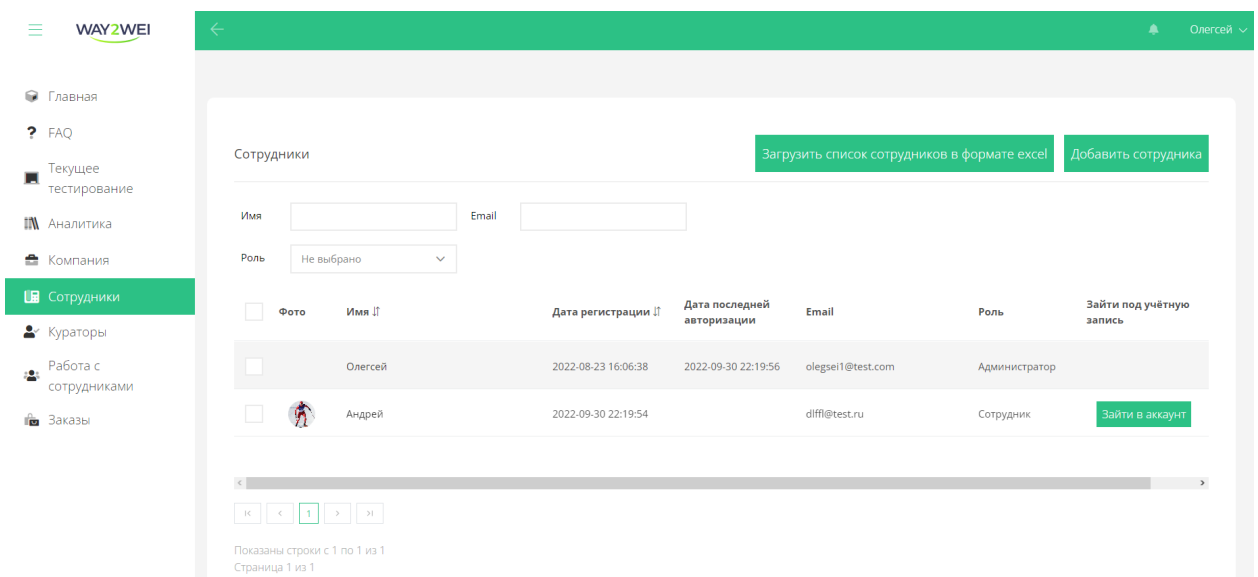 WAY2WEI
Олегсей
Главная
FAQ
Текущее
тестирование
Аналитика
Компания
Сотрудники
Кураторы
Работа с
сотрудниками
Заказы
Сотрудники
Загрузить список сотрудников в формате excel
Добавить сотрудника
Имя
Email
Роль
Не выбрано
Фото
Имя
Дата регистрации
Дата последней
авторизации
Email
Роль
Зайти под учётную
запись
Олегсей
2022-08-23 16:06:38
2022-09-30 22:19:56
olegsei1@test.com
Администратор
Андрей
2022-09-30 22:19:54
dlffl@test.ru
Сотрудник
Зайти в аккаунт
1
Показаны строки с 1 по 1 из 1
Страница 1 из 1